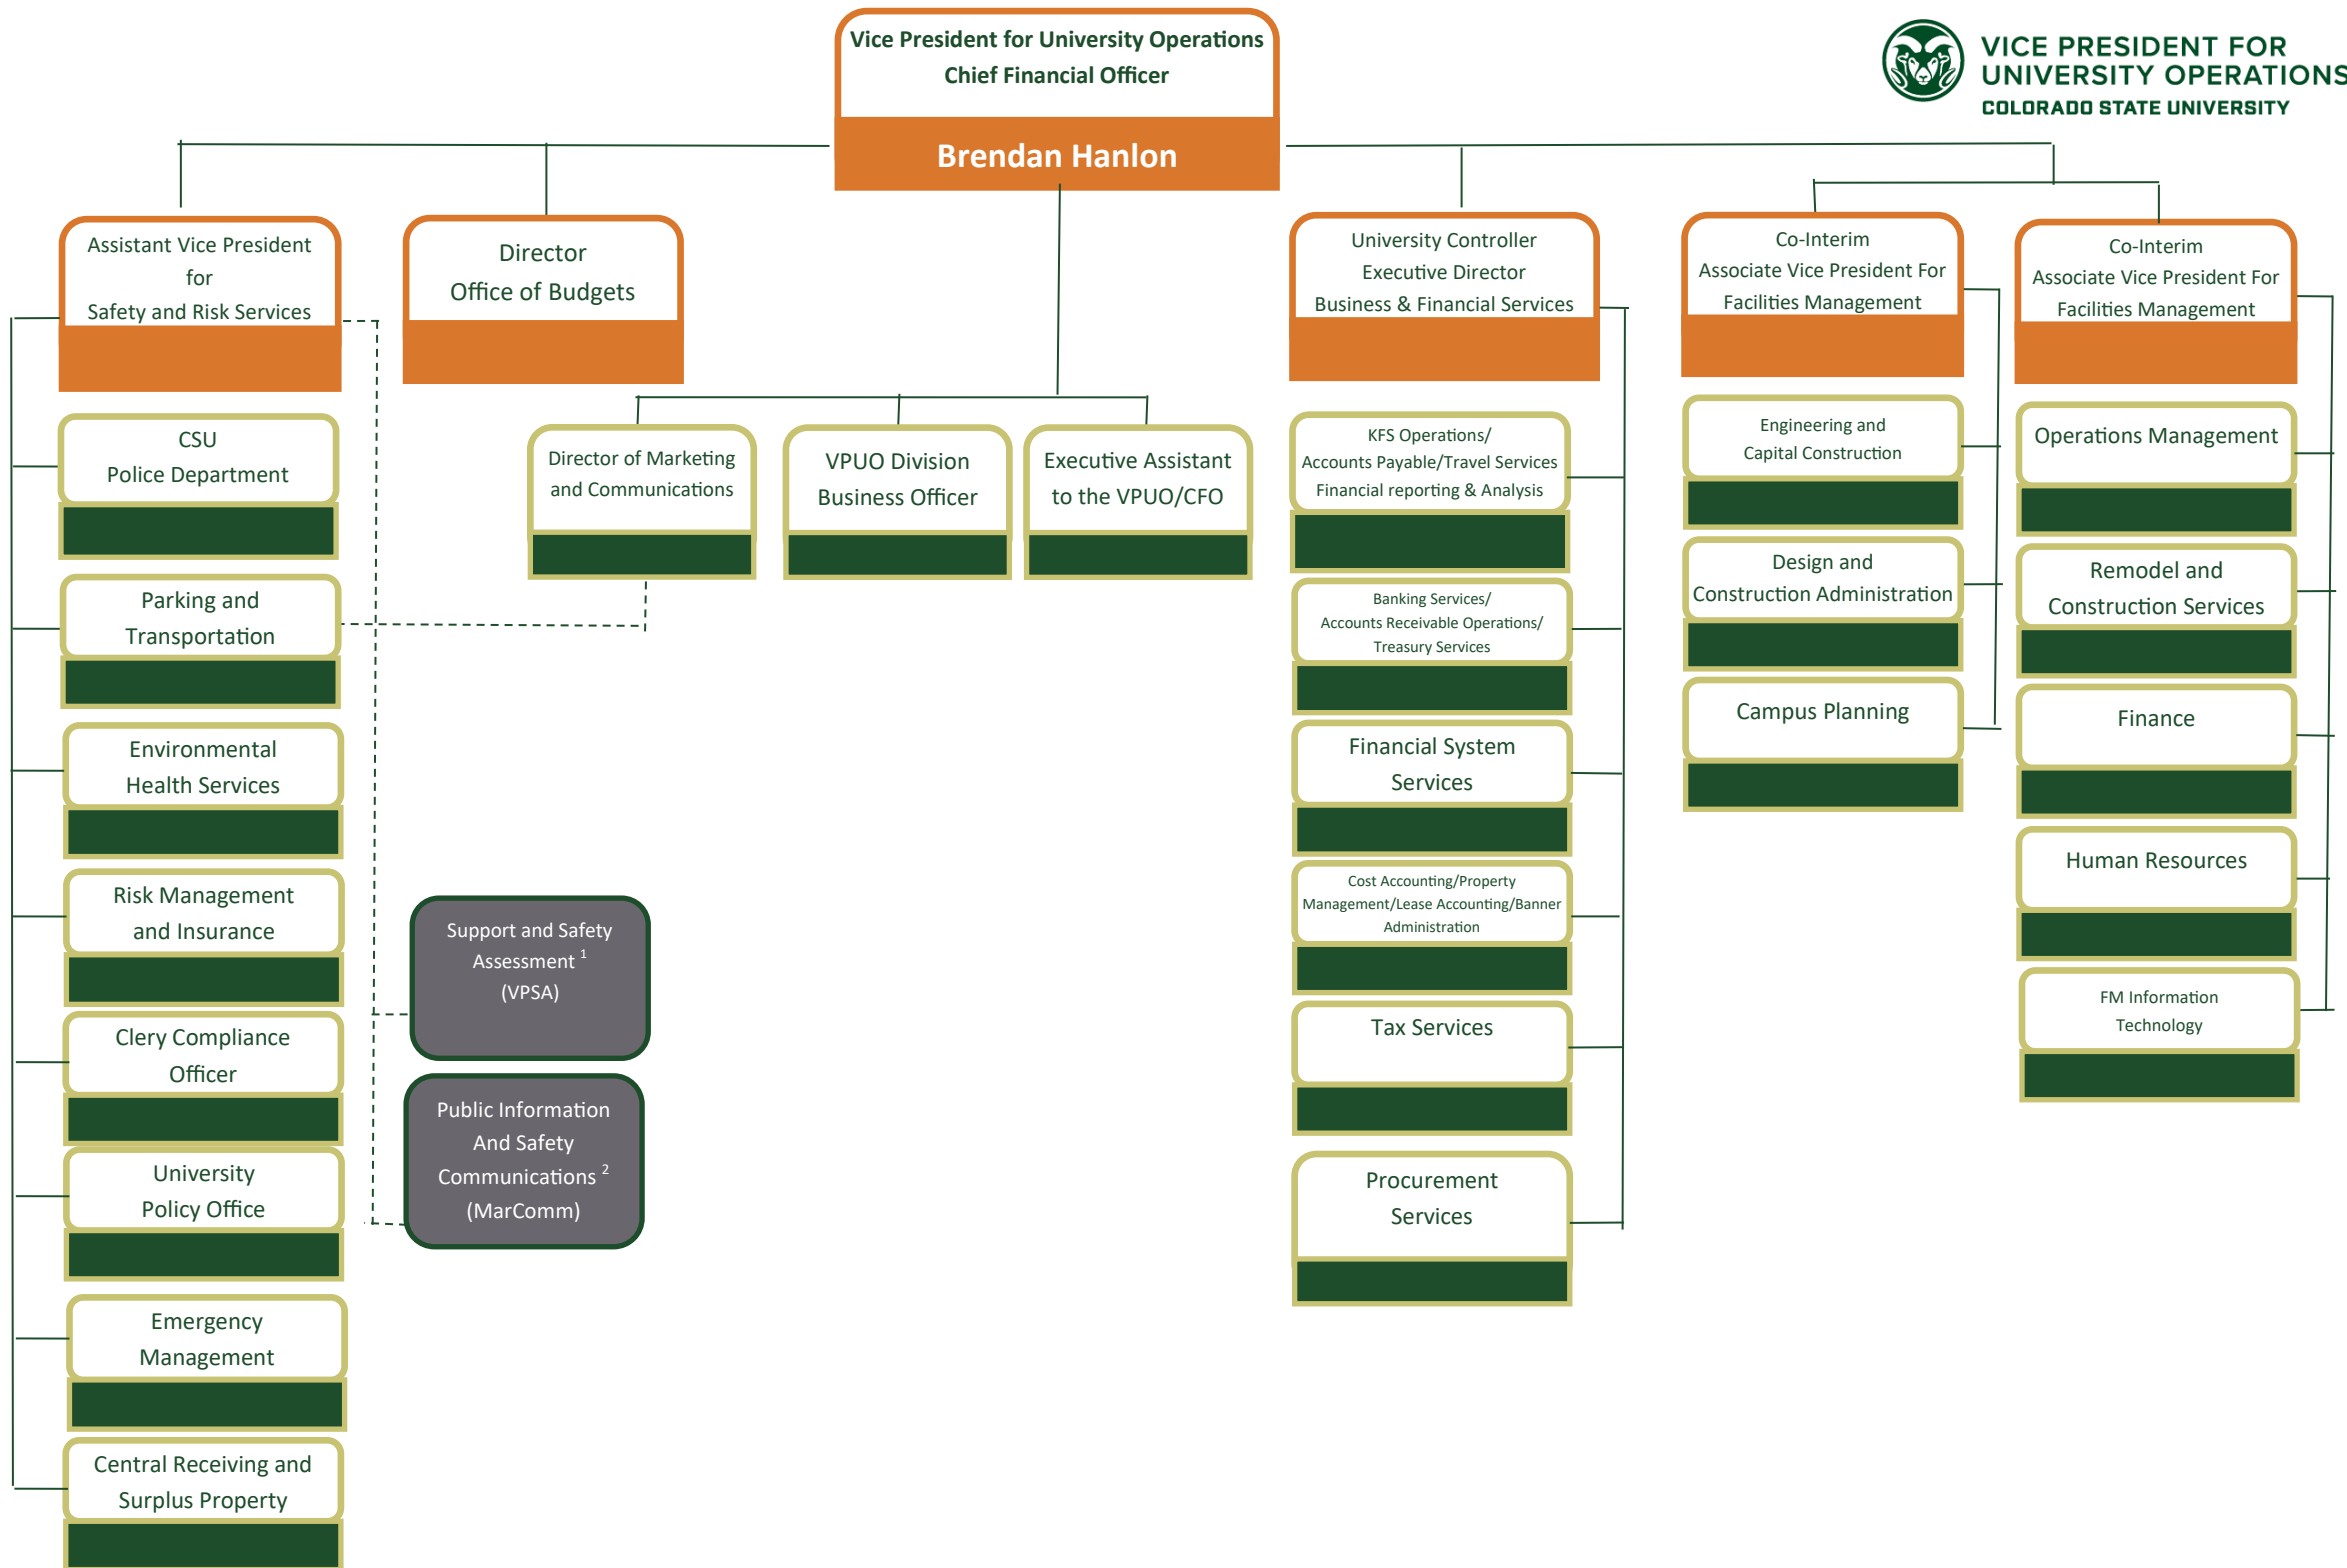 Vice President for University Operations
Chief Financial Officer
Brendan Hanlon
VICE PRESIDENT FOR
UNIVERSITY OPERATIONS
COLORADO STATE UNIVERSITY
Assistant Vice President
for
Safety and Risk Services
Director
Office of Budgets
University Controller
Executive Director
Business & Financial Services
Co-Interim
Associate Vice President For
Facilities Management
Co-Interim
Associate Vice President For
Facilities Management
CSU
Police Department
Parking and
Transportation
Environmental
Health Services
Risk Management
and Insurance
Clery Compliance
Officer
University
Policy Office
Emergency
Management
Central Receiving and
Surplus Property
Support and Safety
Assessment 1
(VPSA)
Public Information
And Safety
Communications 2
(MarComm)
Director of Marketing
and Communications
VPUO Division
Business Officer
Executive Assistant
to the VPUO/CFO
KFS Operations/
Accounts Payable/Travel Services
Financial reporting & Analysis
Banking Services/
Accounts Receivable Operations/
Treasury Services
Financial System
Services
Cost Accounting/Property
Management/Lease Accounting/Banner
Administration
Tax Services
Procurement
Services
Engineering and
Capital Construction
Design and
Construction Administration
Campus Planning
Operations Management
Remodel and
Construction Services
Finance
Human Resources
FM Information
Technology